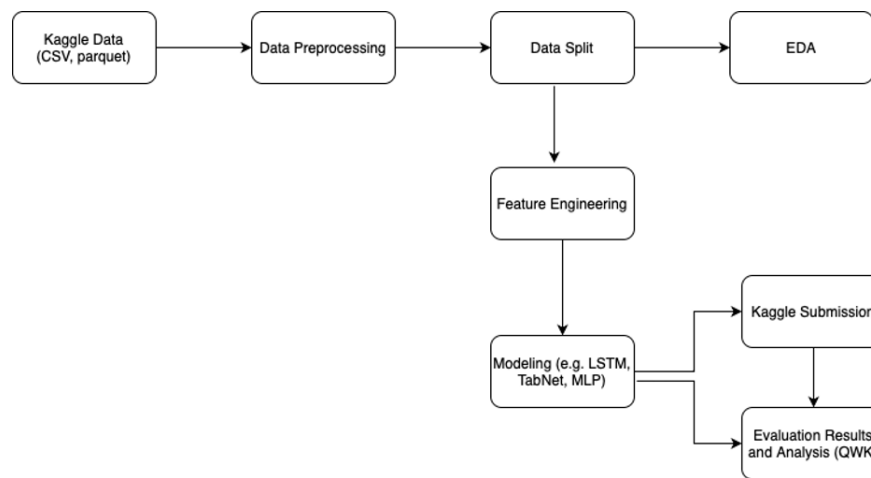 Kaggle Data
(CSV, parquet)
Data Preprocessing
Data Split
EDA
Feature Engineering
Modeling (e.g. LSTM,
TabNet, MLP)
Kaggle Submission
Evaluation Results
and Analysis (QWK